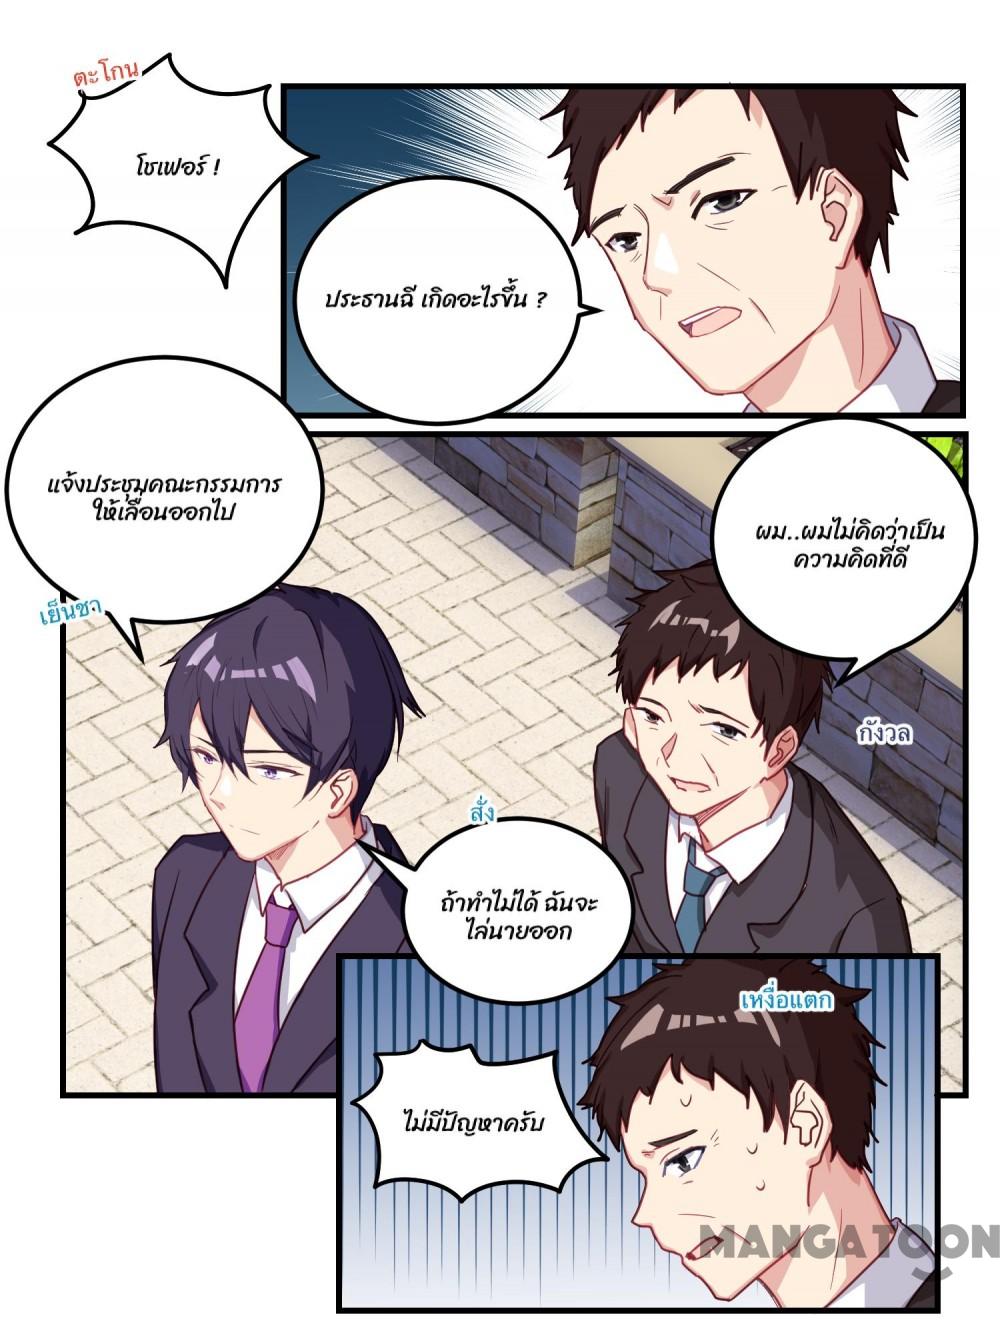 ตะโกน
โชเฟอร์ !
ประธานฉี เกิดอะไรขึ้น ?
แจ้งประชุมคณะกรรมการ
ให้เลื่อนออกไป
เย็นชา
ผม..ผมไม่คิดว่าเป็น
ความคิดที่ดี
กังวล
สั่ง
ถ้าทำไม่ได้ ฉันจะ
ไล่นายออก
เหงื่อแตก
ไม่มีปัญหาครับ
MANGATOON